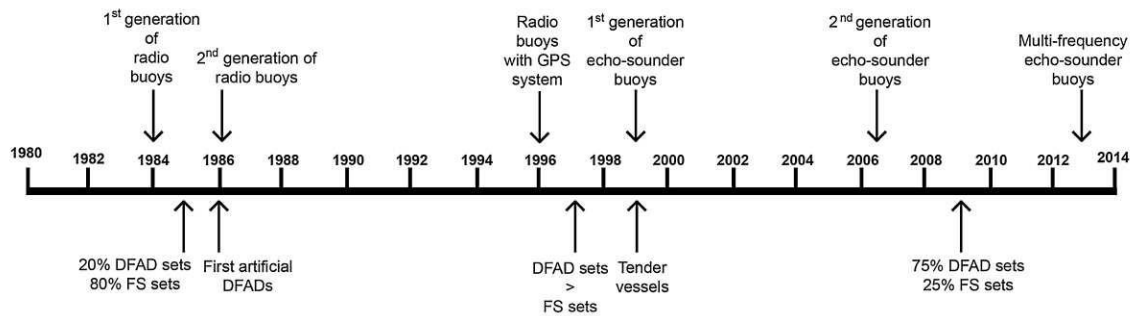 1st generation
of
radio
buoys
2nd generation of
radio buoys
Radio
buoys
with GPS
system
1st generation
of
echo-sounder
buoys
2nd generation
of
echo-sounder
buoys
Multi-frequency
echo-sounder
buoys
1980 1982 1984 1986 1988 1990 1992 1994 1996 1998 2000 2002 2004 2006 2008 2010 2012 2014
20% DFAD sets
80% FS sets
First artificial
DFADs
DFAD sets
>
FS sets
Tender
vessels
75% DFAD sets
25% FS sets